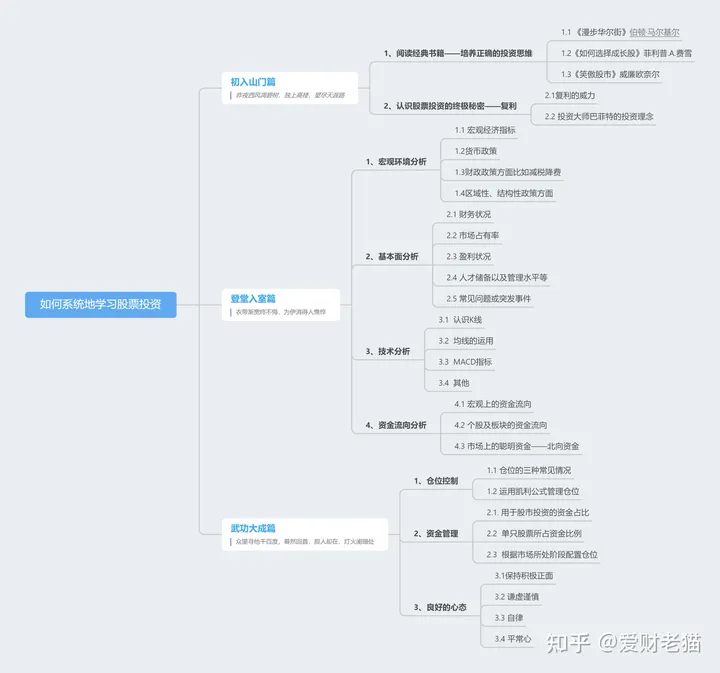 如何系统地学习股票投资
初入山门篇
昨夜西风凋碧树，独上高楼，望尽天涯路
1、阅读经典书籍——培养正确的投资思维
1.1 《漫步华尔街》伯顿·马尔基尔
1.2《如何选择成长股》菲利普·A·费雪
1.3《笑傲股市》威廉欧奈尔
2、认识股票投资的终极秘密——复利
2.1复利的威力
2.2 投资大师巴菲特的投资理念
登堂入室篇
衣带渐宽终不悔，为伊消得人憔悴
1、宏观环境分析
1.1 宏观经济指标
1.2货币政策
1.3财政政策方面比如减税降费
1.4区域性、结构性政策方面
2、基本面分析
2.1 财务状况
2.2 市场占有率
2.3 盈利状况
2.4 人才储备以及管理水平等
2.5 常见问题或突发事件
3、技术分析
3.1 认识K线
3.2 均线的运用
3.3 MACD指标
3.4 其他
4、资金流向分析
4.1 宏观上的资金流向
4.2 个股及板块的资金流向
4.3 市场上的聪明资金——北向资金
武功大成篇
众里寻他千百度，蓦然回首，那人却在，灯火阑珊处
1、仓位控制
1.1 仓位的三种常见情况
1.2 运用凯利公式管理仓位
2、资金管理
2.1. 用于股市投资的资金占比
2.2 单只股票所占资金比例
2.3 根据市场所处阶段配置仓位
3、良好的心态
3.1保持积极正面
3.2 谦虚谨慎
3.3 自律
3.4 平常心
知乎 @爱财老猫